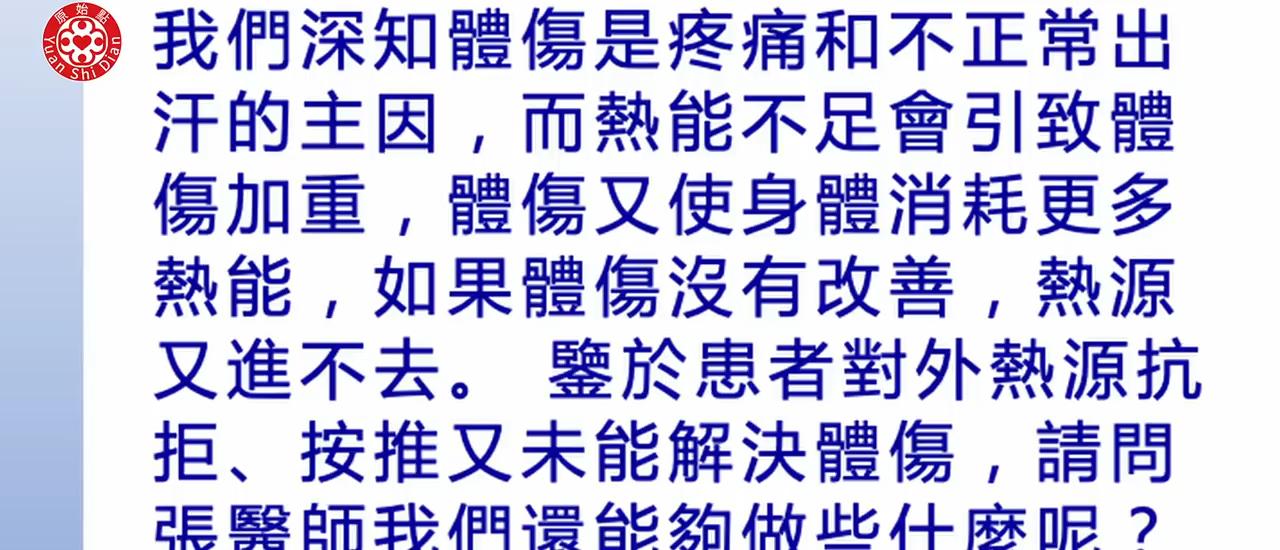 原始點
Yuan Shi Dian
我們深知體傷是疼痛和不正常出
汗的主因，而熱能不足會引致體
傷加重，體傷又使身體消耗更多
熱能，如果體傷沒有改善，熱源
又進不去。 鑒於患者對外熱源抗
拒、按推又未能解決體傷，請問
張醫師我們還能夠做些什麼呢？